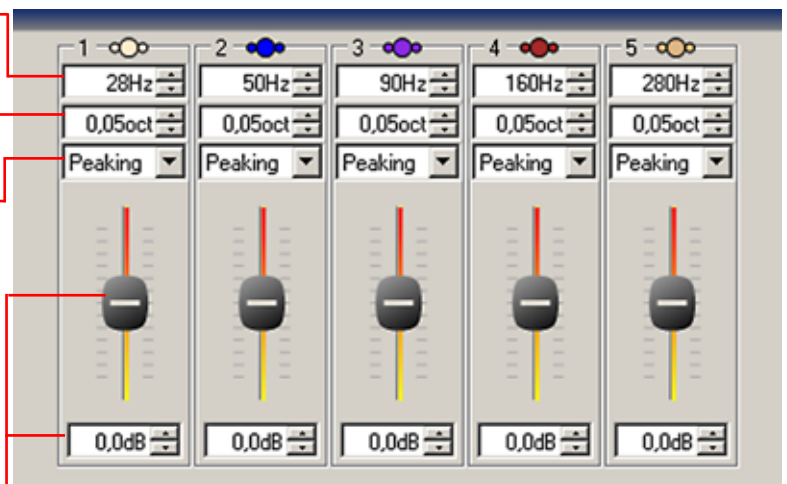 1 2 3 4 5
28Hz 50Hz 90Hz 160Hz 280Hz
0,05oct 0,05oct 0,05oct 0,05oct 0,05oct
Peaking Peaking Peaking Peaking Peaking
0,0dB 0,0dB 0,0dB 0,0dB 0,0dB